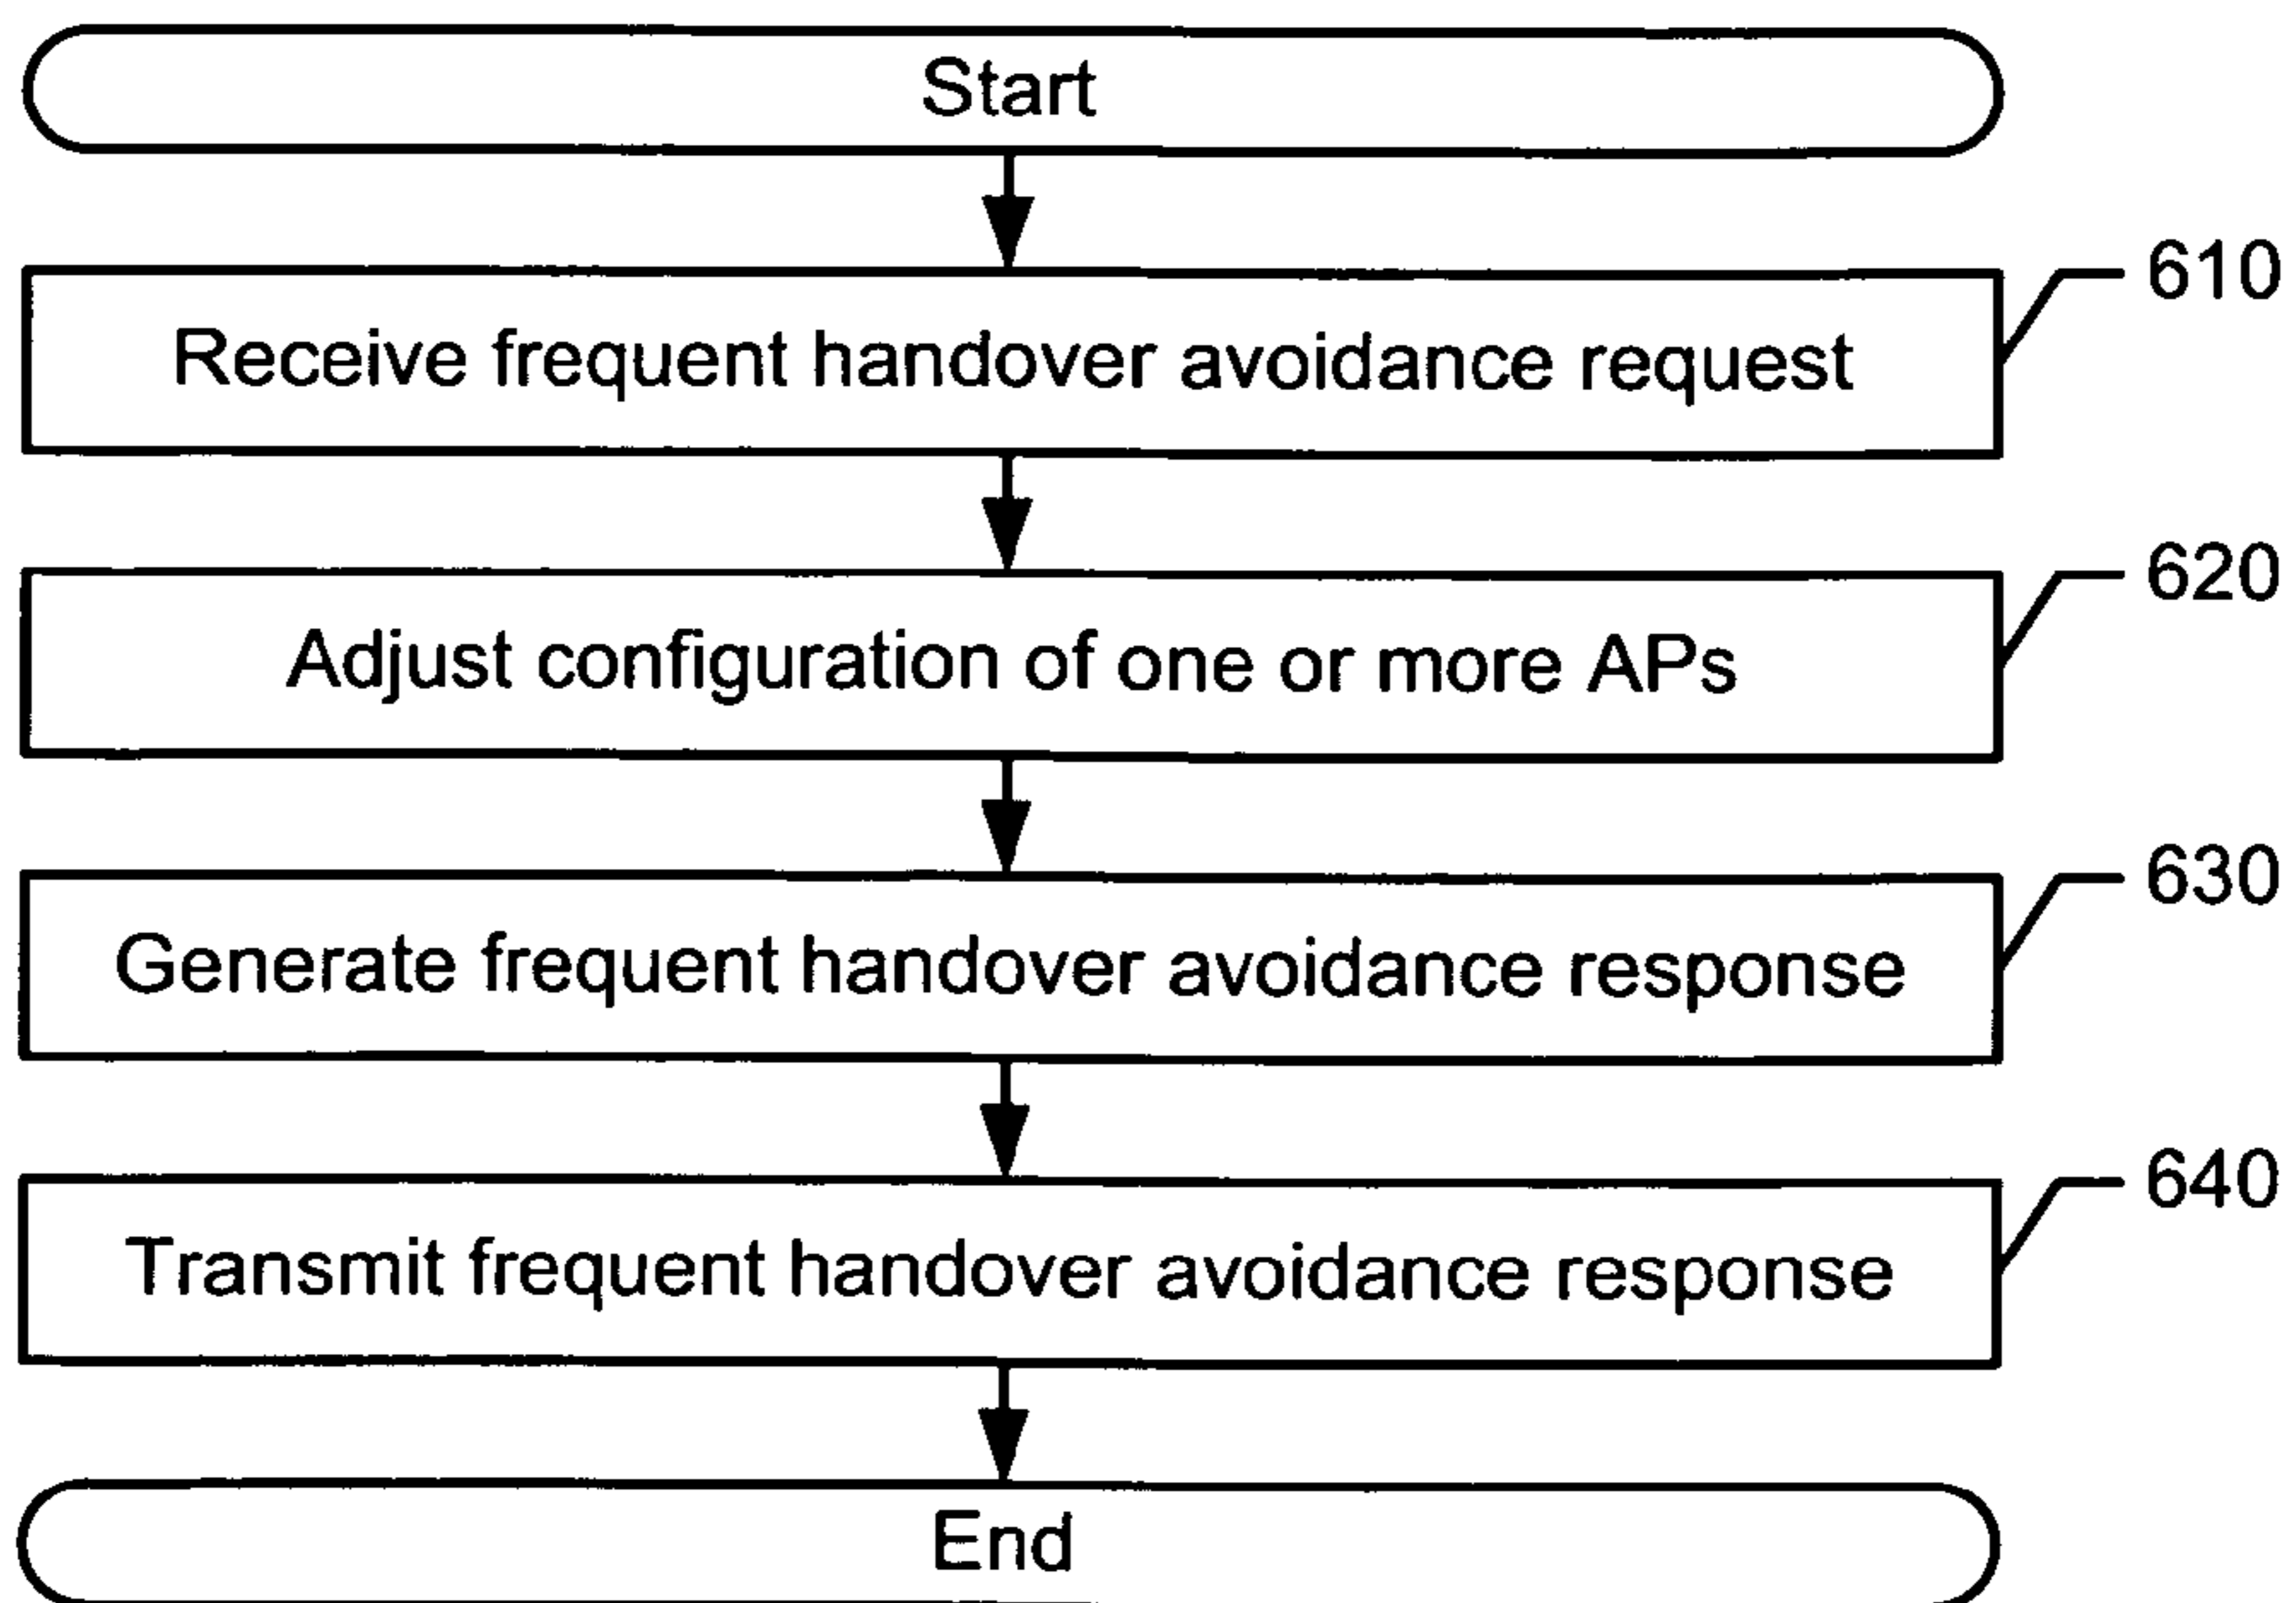 Start
610
Receive frequent handover avoidance request
620
Adjust configuration of one or more APs
630
Generate frequent handover avoidance response
640
Transmit frequent handover avoidance response
End